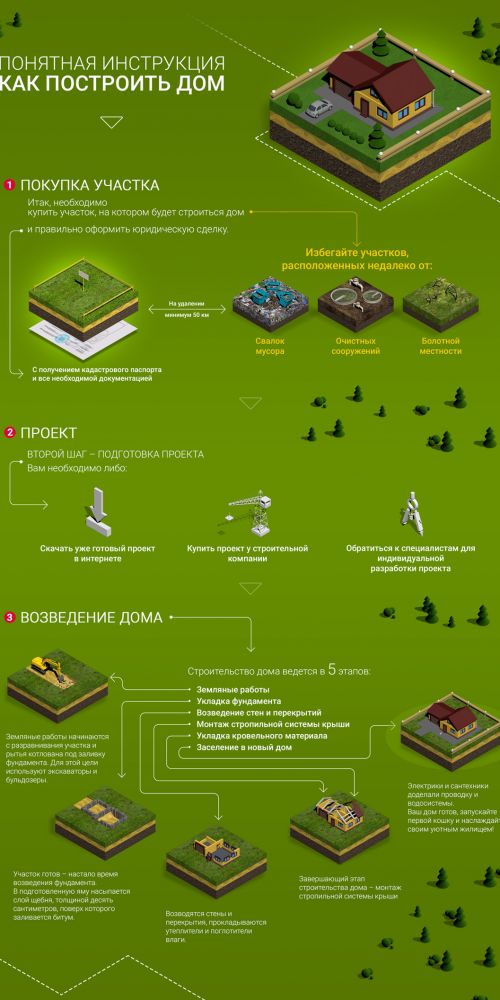 ПОНЯТНАЯ ИНСТРУКЦИЯ
КАК ПОСТРОИТЬ ДОМ
1 ПОКУПКА УЧАСТКА
Итак, необходимо
купить участок, на котором будет строиться дом
и правильно оформить юридическую сделку.
Избегайте участков,
расположенных недалеко от:
На удалении
минимум 50 км
Свалок
мусора
Очистных
сооружений
Болотной
местности
С получением кадастрового паспорта
и все необходимой документацией
2 ПРОЕКТ
ВТОРОЙ ШАГ – ПОДГОТОВКА ПРОЕКТА
Вам необходимо либо:
Скачать уже готовый проект
в интернете
Купить проект у строительной
компании
Обратиться к специалистам для
индивидуальной
разработки проекта
3 ВОЗВЕДЕНИЕ ДОМА
Строительство дома ведется в 5 этапов:
Земляные работы
Укладка фундамента
Возведение стен и перекрытий
Монтаж стропильной системы крыши
Укладка кровельного материала
Заселение в новый дом
Земляные работы начинаются
с разравнивания участка и
рытья котлована под заливку
фундамента. Для этой цели
используют экскаваторы и
бульдозеры.
Электрики и сантехники
доделали проводку и
водосистемы.
Ваш дом готов, запускайте
первой кошку и наслаждайт
своим уютным жилищем!
Участок готов – настало время
возведения фундамента.
В подготовленную яму насыпается
слой щебня, толщиной десять
сантиметров, поверх которого
заливается битум.
Возводятся стены и
перекрытия, прокладываются
утеплители и поглотители
влаги.
Завершающий этап
строительства дома – монтаж
стропильной системы крыши